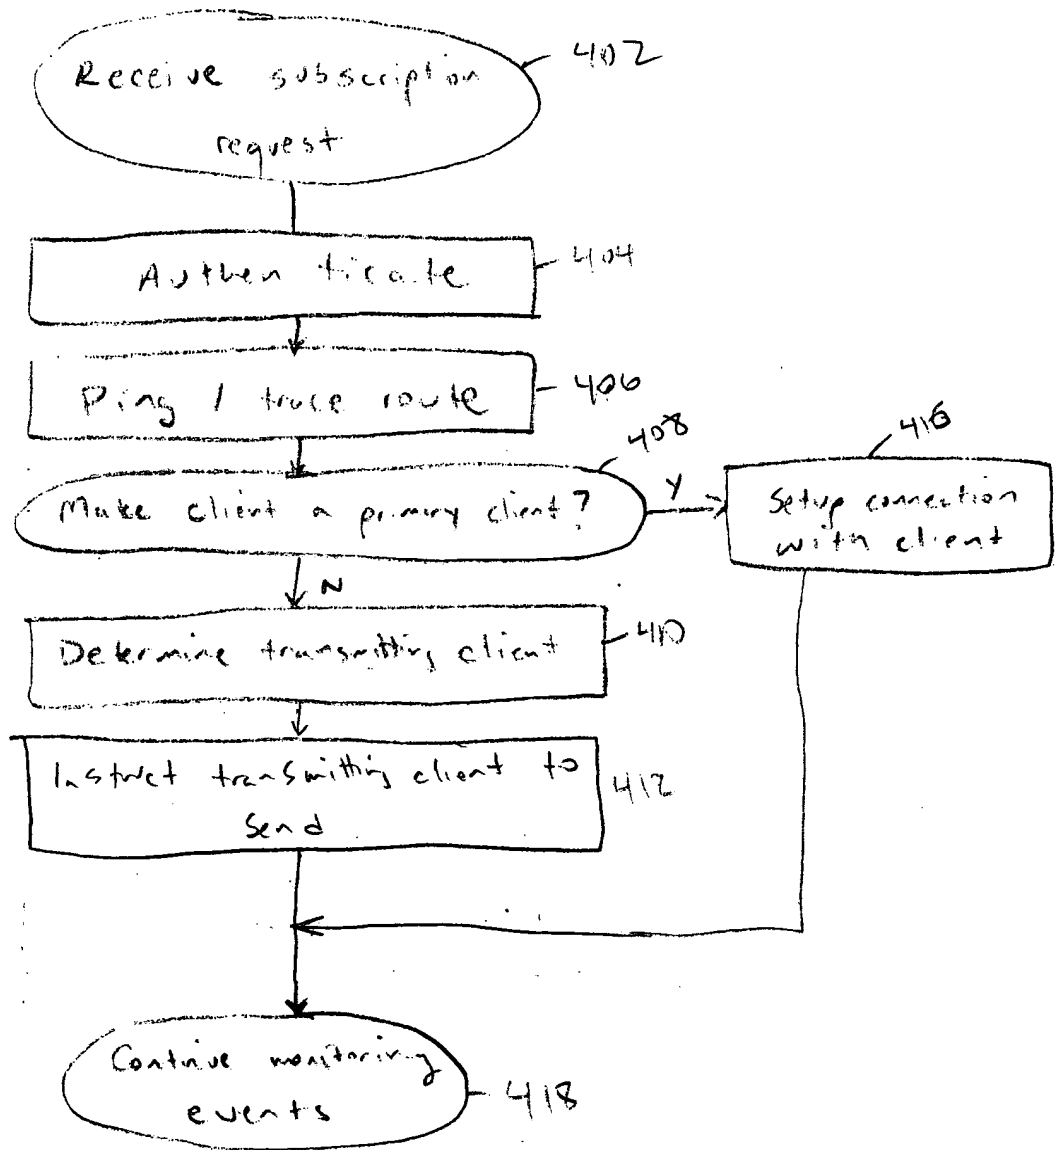 Receive subscription
request
402
Authenticate
404
Ping / trace route
406
408
Make client a primary client?
Y
416
Setup connection
with client
N
Determine transmitting client
410
Instruct transmitting client to
send
412
Continue monitoring
events
418